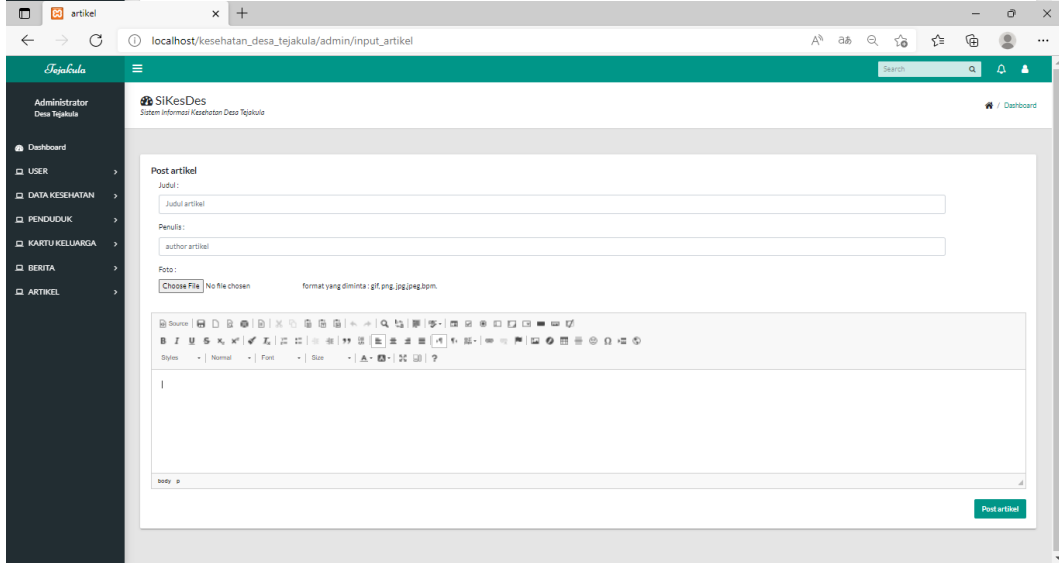 artikel
localhost/kesehatan_desa_tejakula/admin/input_artikel
Tejakula
Search
Administrator
Desa Tejakula
SiKesDes
Sistem Informasi Kesehatan Desa Tejakula
/ Dashboard
Dashboard
USER
DATA KESEHATAN
PENDUDUK
KARTU KELUARGA
BERITA
ARTIKEL
Post artikel
Judul :
Judul artikel
Penulis :
author artikel
Foto :
Choose File No file chosen format yang diminta : gif, png, jpg,jpeg,bpm.
Source
Styles Normal Font Size
body p
Post artikel